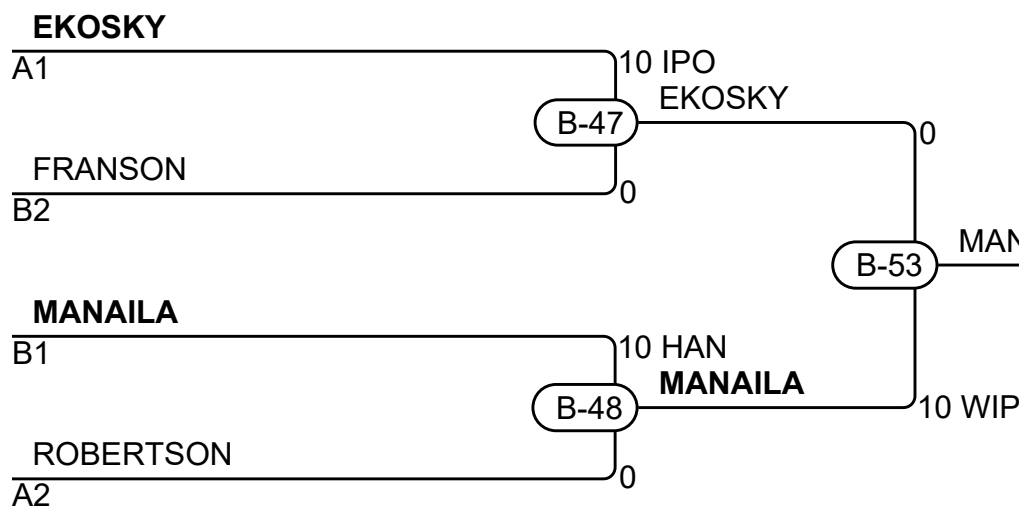 EKOSKY
A1
10 IPO
EKOSKY
B-47
0
FRANSON
B2
0
B-53
MAN
MANAILA
B1
10 HAN
MANAILA
B-48
10 WIP
ROBERTSON
A2
0